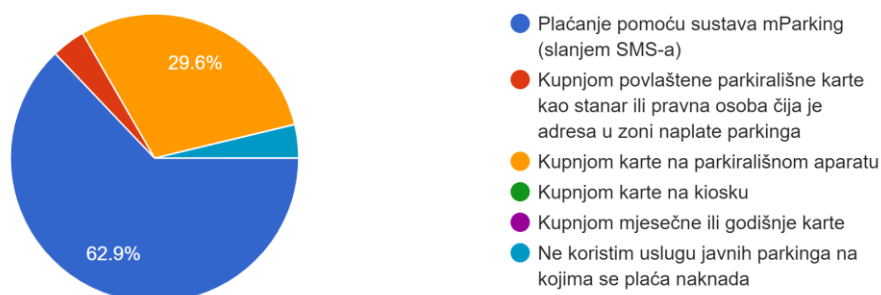 29.6%
62.9%
Plaćanje pomoću sustava mParking
(slanjem SMS-a)
Kupnjom povlaštene parkirališne karte
kao stanar ili pravna osoba čija je
adresa u zoni naplate parkinga
Kupnjom karte na parkirališnom aparatu
Kupnjom karte na kiosku
Kupnjom mjesečne ili godišnje karte
Ne koristim uslugu javnih parkinga na
kojima se plaća naknada